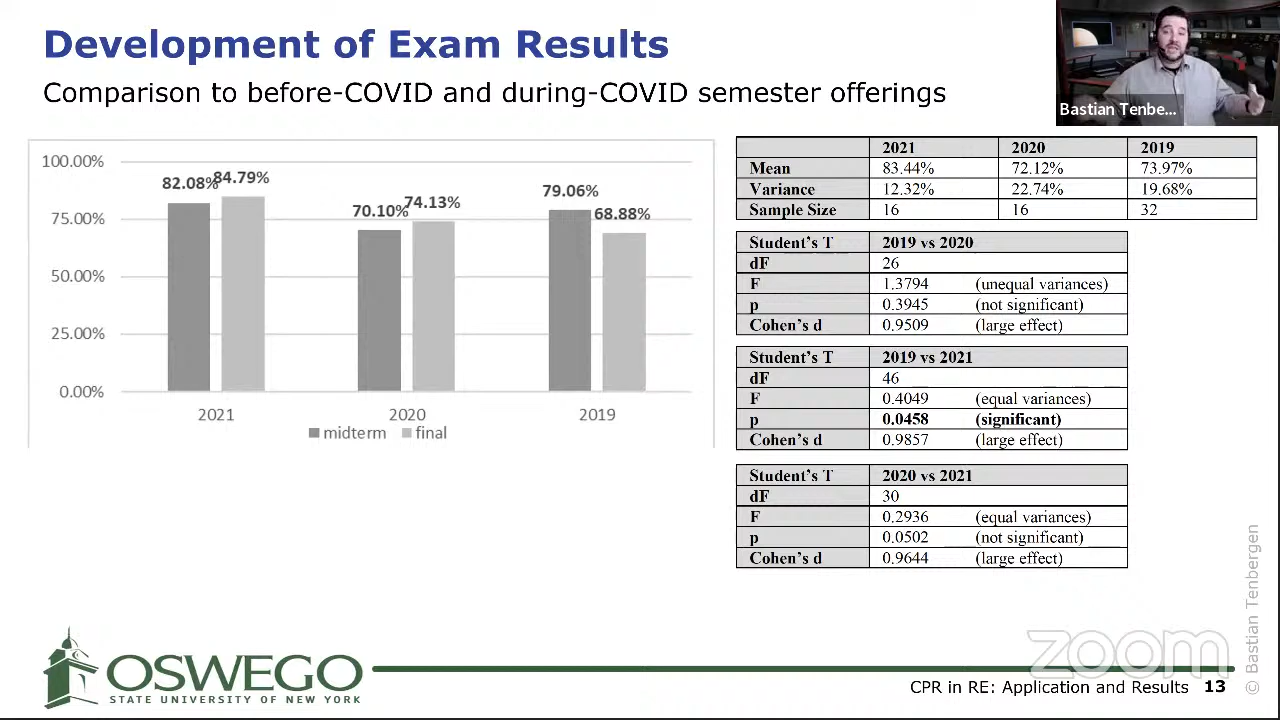 Development of Exam Results
Comparison to before-COVID and during-COVID semester offerings
Bastian Tenbe...
100.00%
75.00%
50.00%
25.00%
0.00%
82.08%
84.79%
70.10%
74.13%
79.06%
68.88%
2021
2020
2019
midterm
final
2021 2020 2019
Mean 83.44% 72.12% 73.97%
Variance 12.32% 22.74% 19.68%
Sample Size 16 16 32
Student's T 2019 vs 2020
dF 26
F 1.3794 (unequal variances)
p 0.3945 (not significant)
Cohen's d 0.9509 (large effect)
Student's T 2019 vs 2021
dF 46
F 0.4049 (equal variances)
p 0.0458 (significant)
Cohen's d 0.9857 (large effect)
Student's T 2020 vs 2021
dF 30
F 0.2936 (equal variances)
p 0.0502 (not significant)
Cohen's d 0.9644 (large effect)
© Bastian Tenbergen
zoom
OSWEGO
STATE UNIVERSITY OF NEW YORK
CPR in RE: Application and Results 13